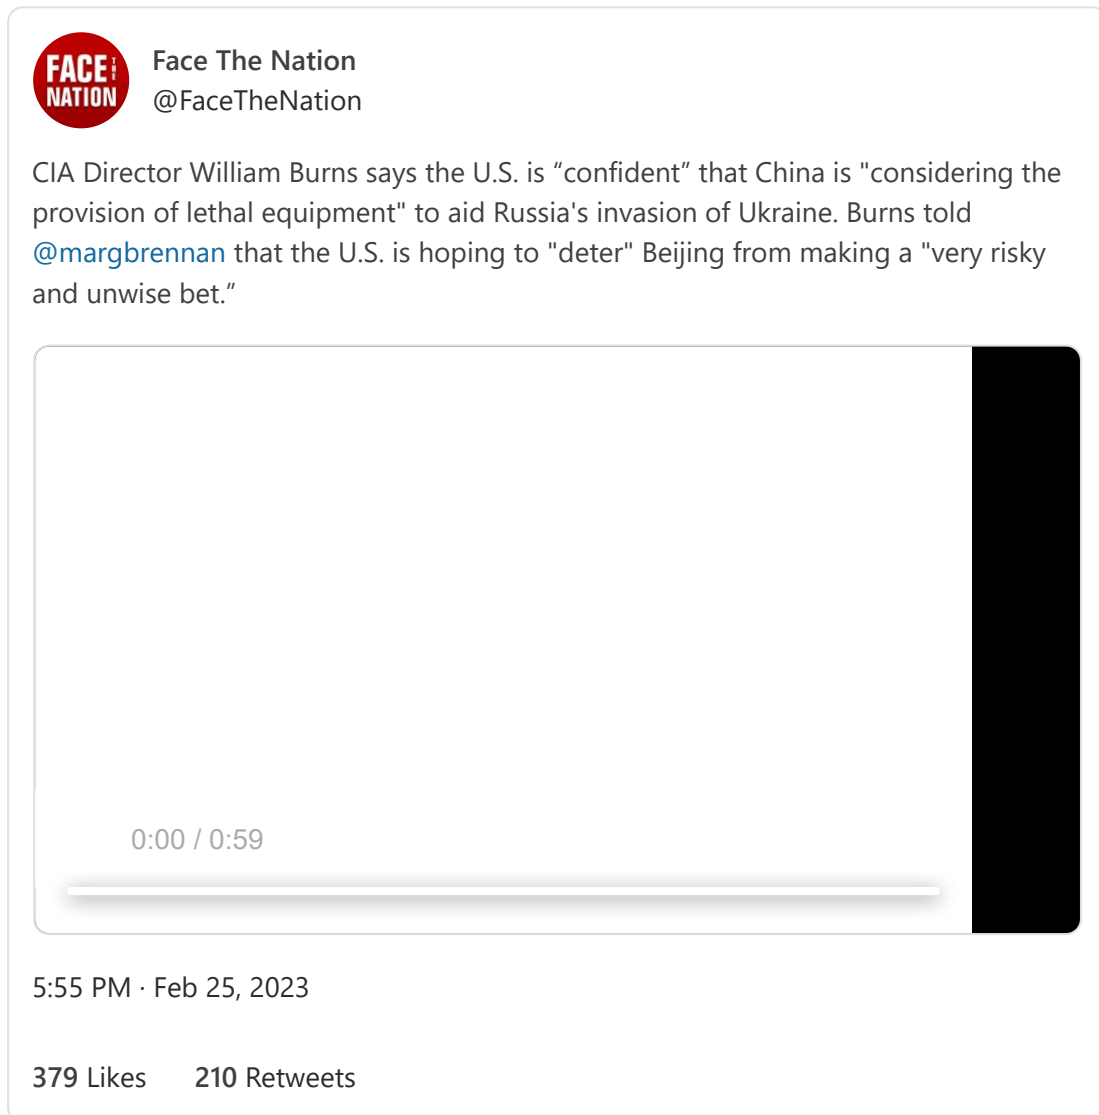 FACE THE NATION
Face The Nation
@FaceTheNation
CIA Director William Burns says the U.S. is “confident” that China is "considering the
provision of lethal equipment" to aid Russia's invasion of Ukraine. Burns told
@margbrennan that the U.S. is hoping to "deter" Beijing from making a "very risky
and unwise bet.”
0:00 / 0:59
5:55 PM · Feb 25, 2023
379 Likes 210 Retweets